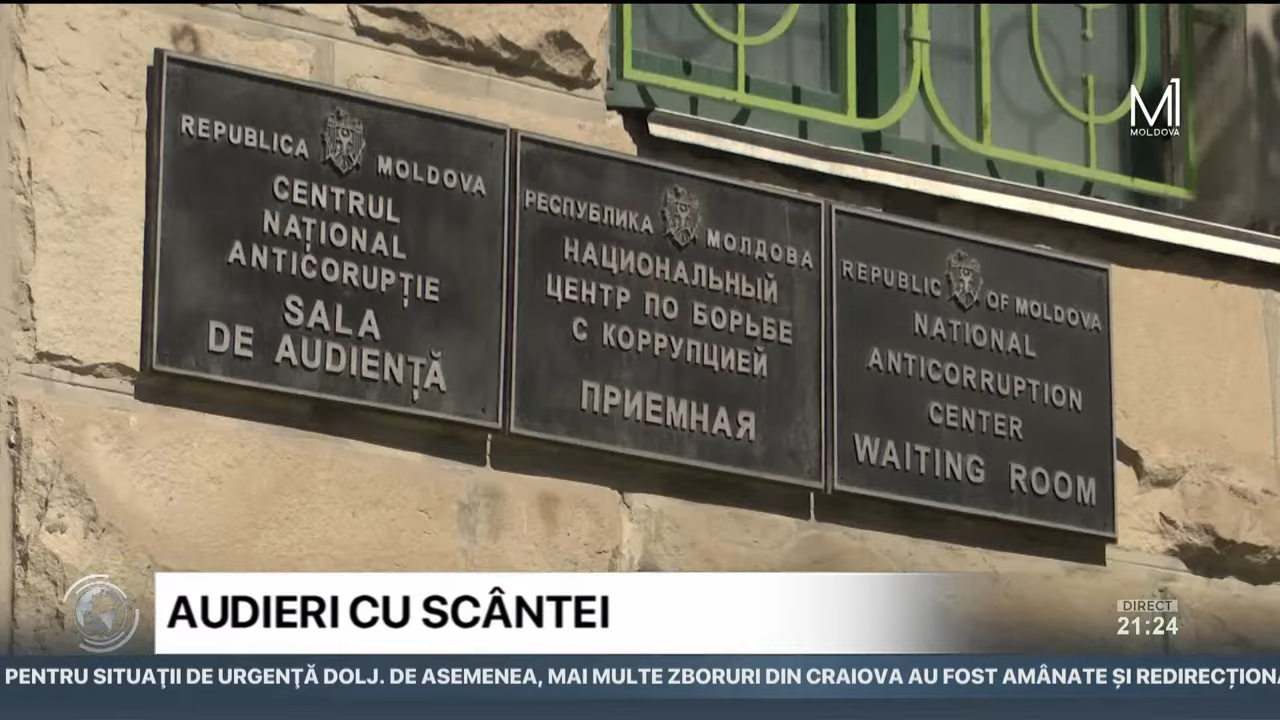 REPUBLICA MOLDOVA
CENTRUL
NAȚIONAL
ANTICORUPȚIE
SALA
DE AUDIENȚĂ
РЕСПУБЛИКА МОЛДОВА
НАЦИОНАЛЬНЫЙ
ЦЕНТР ПО БОРЬБЕ
С КОРРУПЦИЕЙ
ПРИЕМНАЯ
REPUBLIC OF MOLDOVA
NATIONAL
ANTICORRUPTION
CENTER
WAITING ROOM
M1
MOLDOVA
AUDIERI CU SCÂNTEI
DIRECT
21:24
PENTRU SITUAŢII DE URGENŢĂ DOLJ. DE ASEMENEA, MAI MULTE ZBORURI DIN CRAIOVA AU FOST AMÂNATE ȘI REDIRECȚIONA